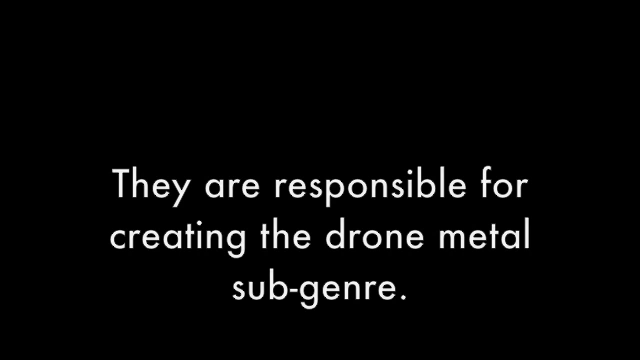 They are responsible for
creating the drone metal
sub-genre.